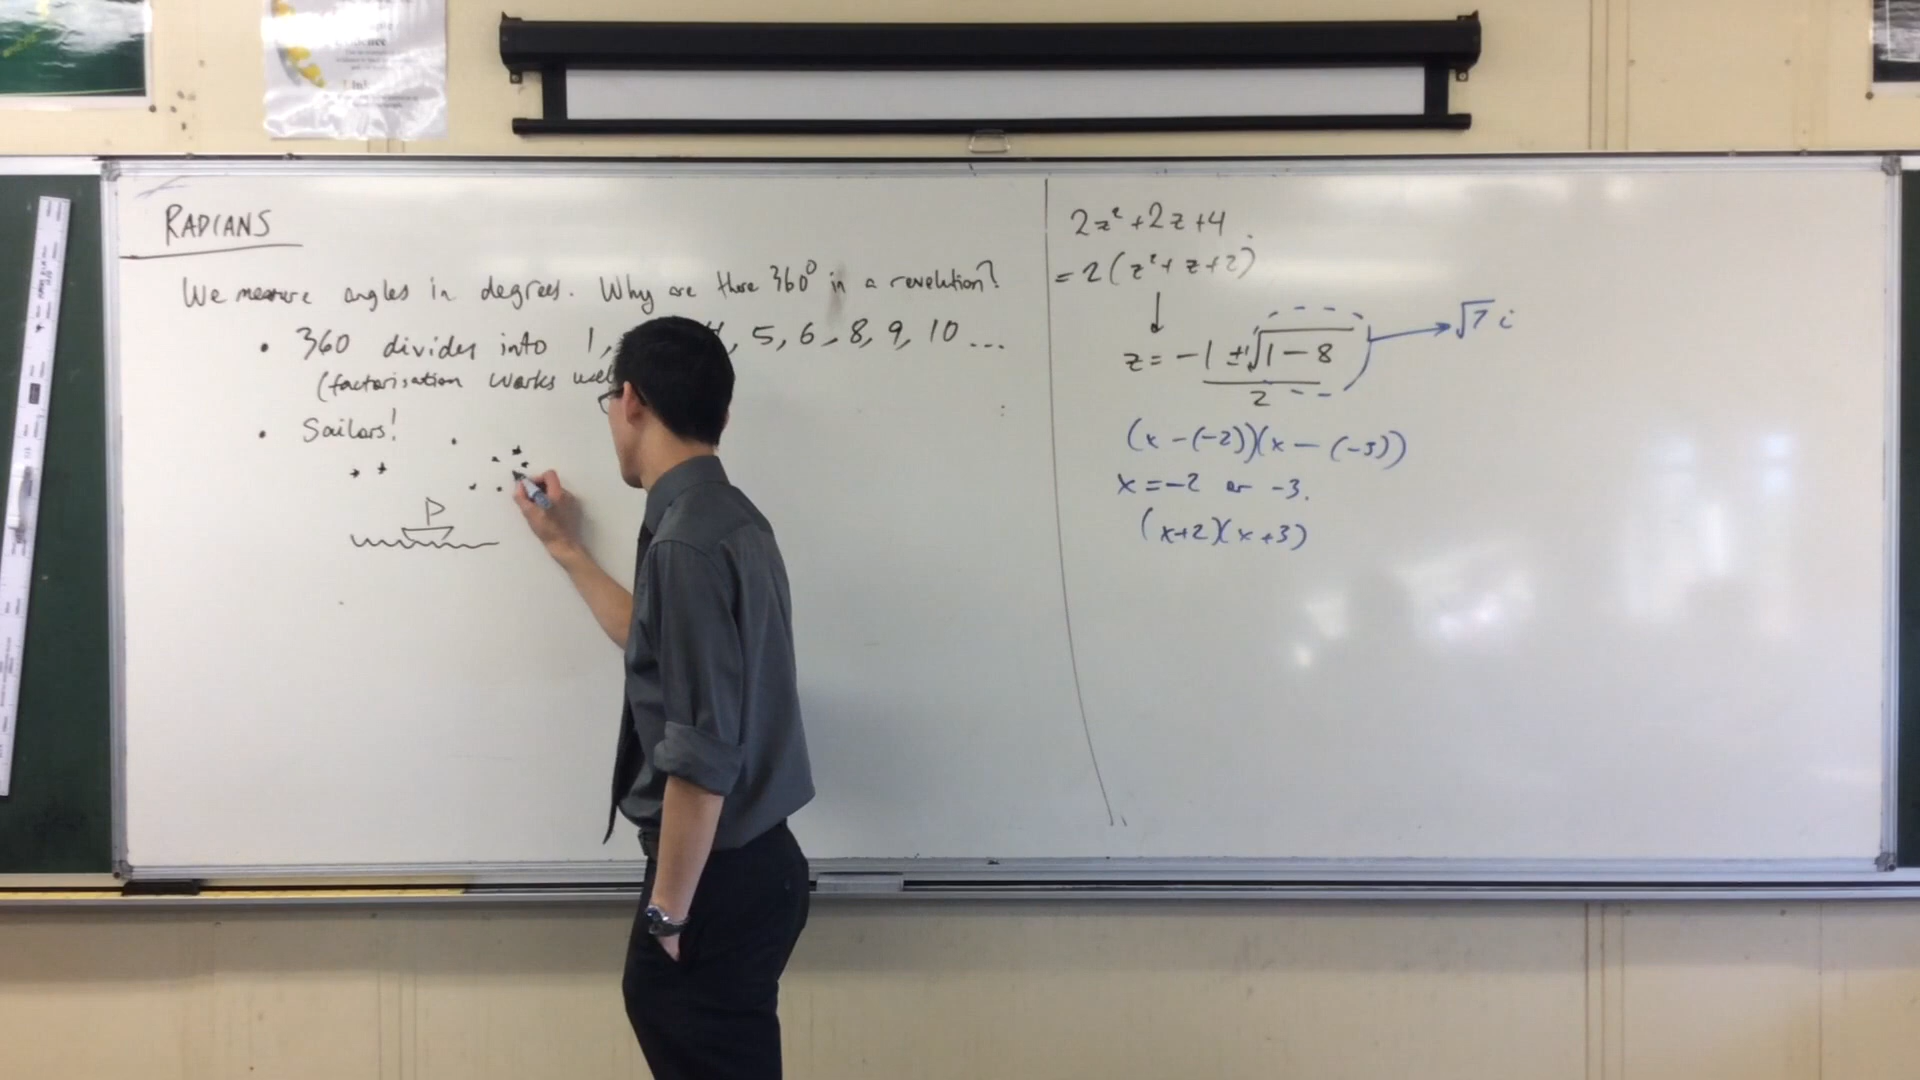 RADIANS
We measure angles in degrees. Why are there 360° in a revolution?
• 360 divides into 1, 4, 5, 6, 8, 9, 10 ...
(factorisation works well
• Sailors!
2z² + 2z + 4
= 2(z² + z + 2)
z = -1 ± √1 - 8
2
√7 i
(x - (-2))(x - (-3))
x = -2 or -3.
(x+2)(x+3)